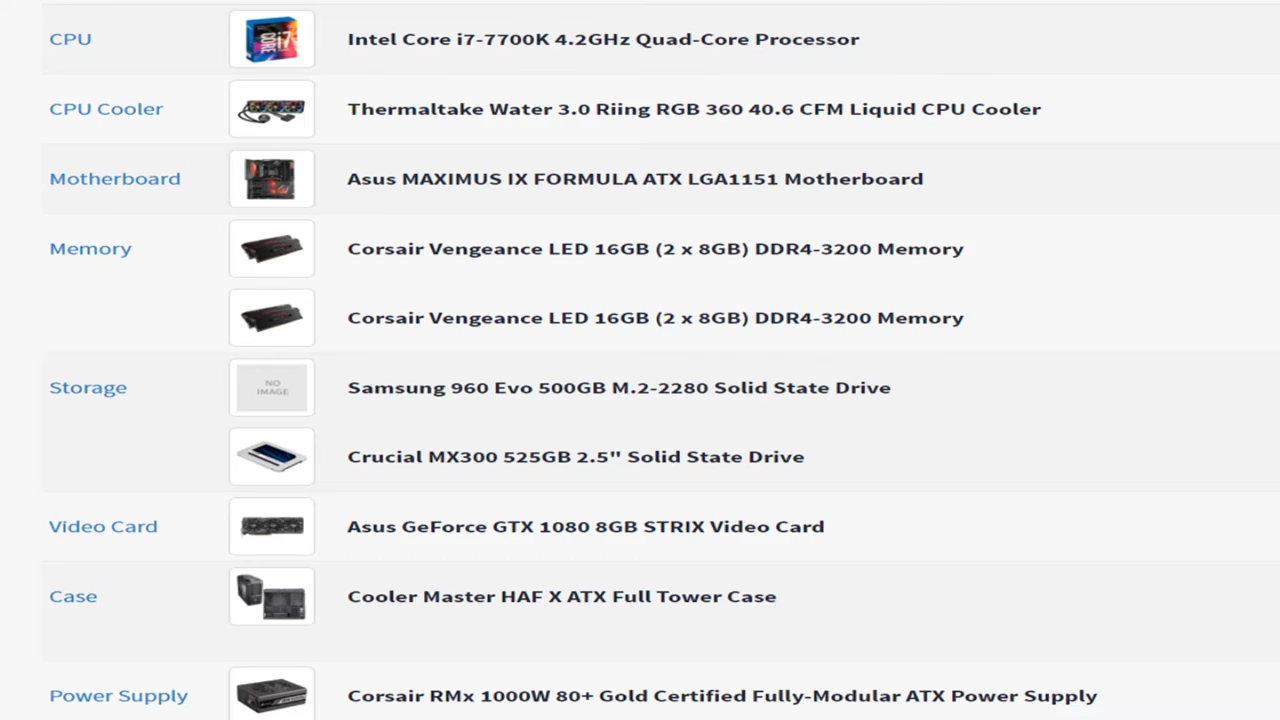 CPU
Intel Core i7-7700K 4.2GHz Quad-Core Processor
CPU Cooler
Thermaltake Water 3.0 Riing RGB 360 40.6 CFM Liquid CPU Cooler
Motherboard
Asus MAXIMUS IX FORMULA ATX LGA1151 Motherboard
Memory
Corsair Vengeance LED 16GB (2 x 8GB) DDR4-3200 Memory
Corsair Vengeance LED 16GB (2 x 8GB) DDR4-3200 Memory
Storage
NO
IMAGE
Samsung 960 Evo 500GB M.2-2280 Solid State Drive
Crucial MX300 525GB 2.5" Solid State Drive
Video Card
Asus GeForce GTX 1080 8GB STRIX Video Card
Case
Cooler Master HAF X ATX Full Tower Case
Power Supply
Corsair RMx 1000W 80+ Gold Certified Fully-Modular ATX Power Supply